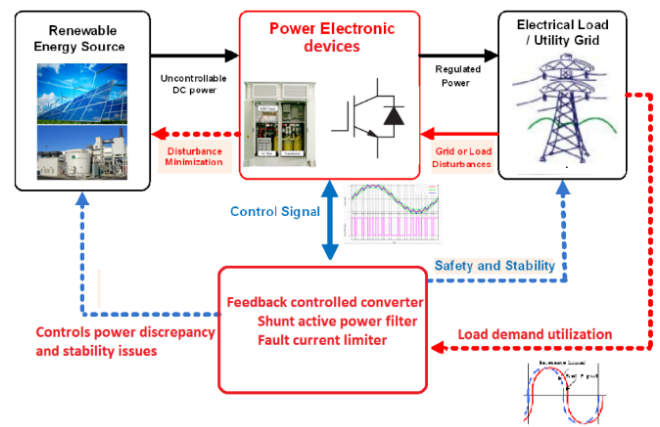 Renewable
Energy Source
Power Electronic
devices
Electrical Load
/ Utility Grid
Uncontrollable
DC power
Regulated
Power
Disturbance
Minimization
Grid or Load
Disturbances
Control Signal
Safety and Stability
Feedback controlled converter
Shunt active power filter
Fault current limiter
Controls power discrepancy
and stability issues
Load demand utilization